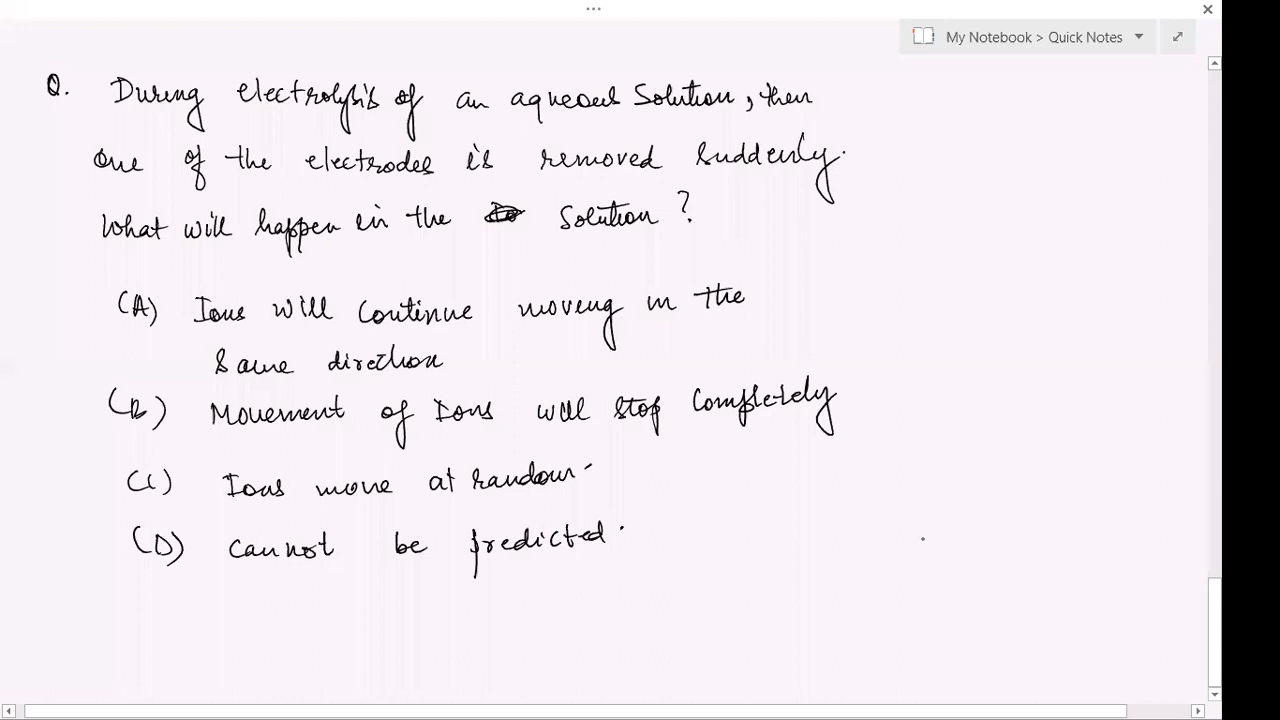 My Notebook > Quick Notes
Q. During electrolysis of an aqueous Solution, then
one of the electrodes is removed suddenly.
What will happen in the Solution ?
(A) Ions will continue moving in the
same direction
(B) Movement of Ions will stop completely
(C) Ions move at random
(D) cannot be predicted.